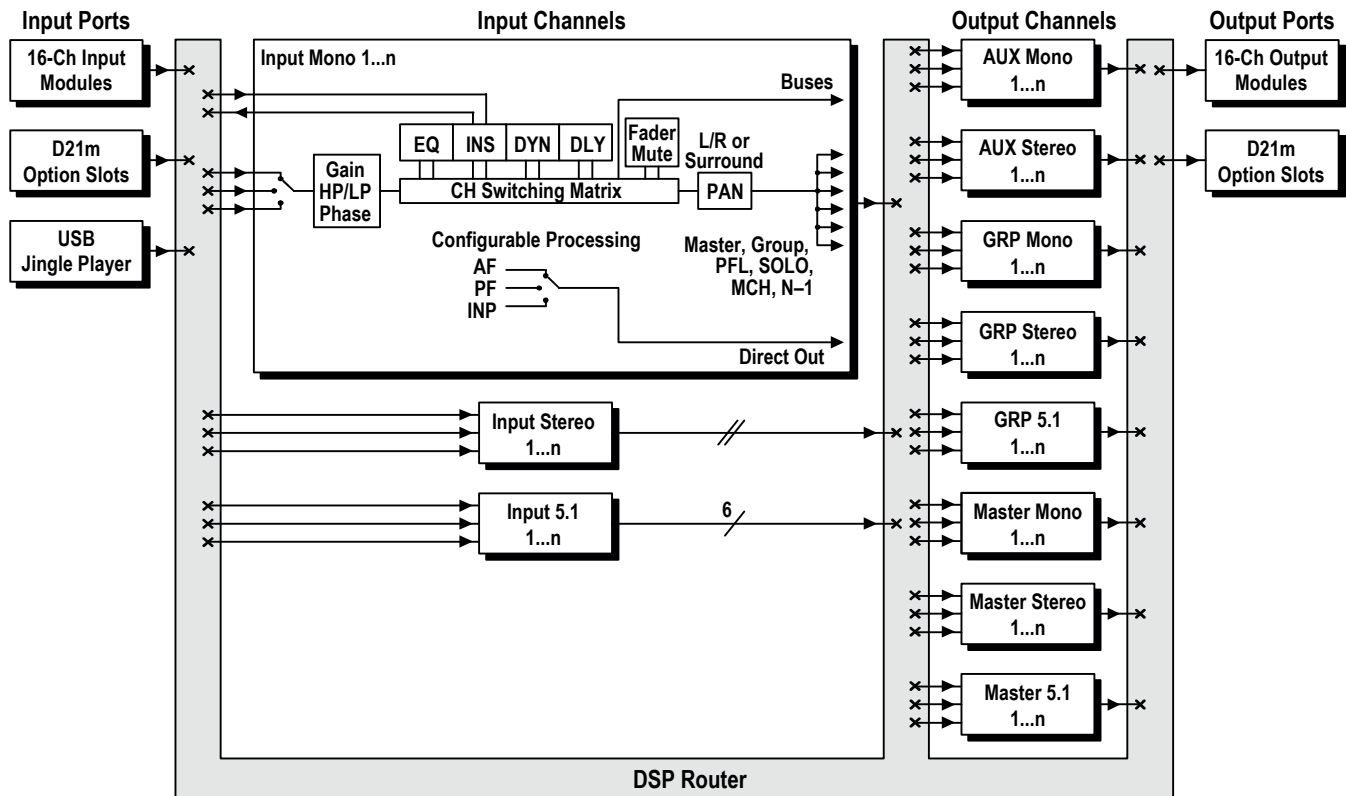 Input Ports
Input Channels
Output Channels
Output Ports
16-Ch Input
Modules
D21m
Option Slots
USB
Jingle Player
Input Mono 1...n
Buses
EQ
INS
DYN
DLY
Fader
Mute
L/R or
Surround
Gain
HP/LP
Phase
CH Switching Matrix
PAN
Configurable Processing
AF
PF
INP
Master, Group,
PFL, SOLO,
MCH, N–1
Direct Out
Input Stereo
1...n
Input 5.1
1...n
6
AUX Mono
1...n
AUX Stereo
1...n
GRP Mono
1...n
GRP Stereo
1...n
GRP 5.1
1...n
Master Mono
1...n
Master Stereo
1...n
Master 5.1
1...n
16-Ch Output
Modules
D21m
Option Slots
DSP Router